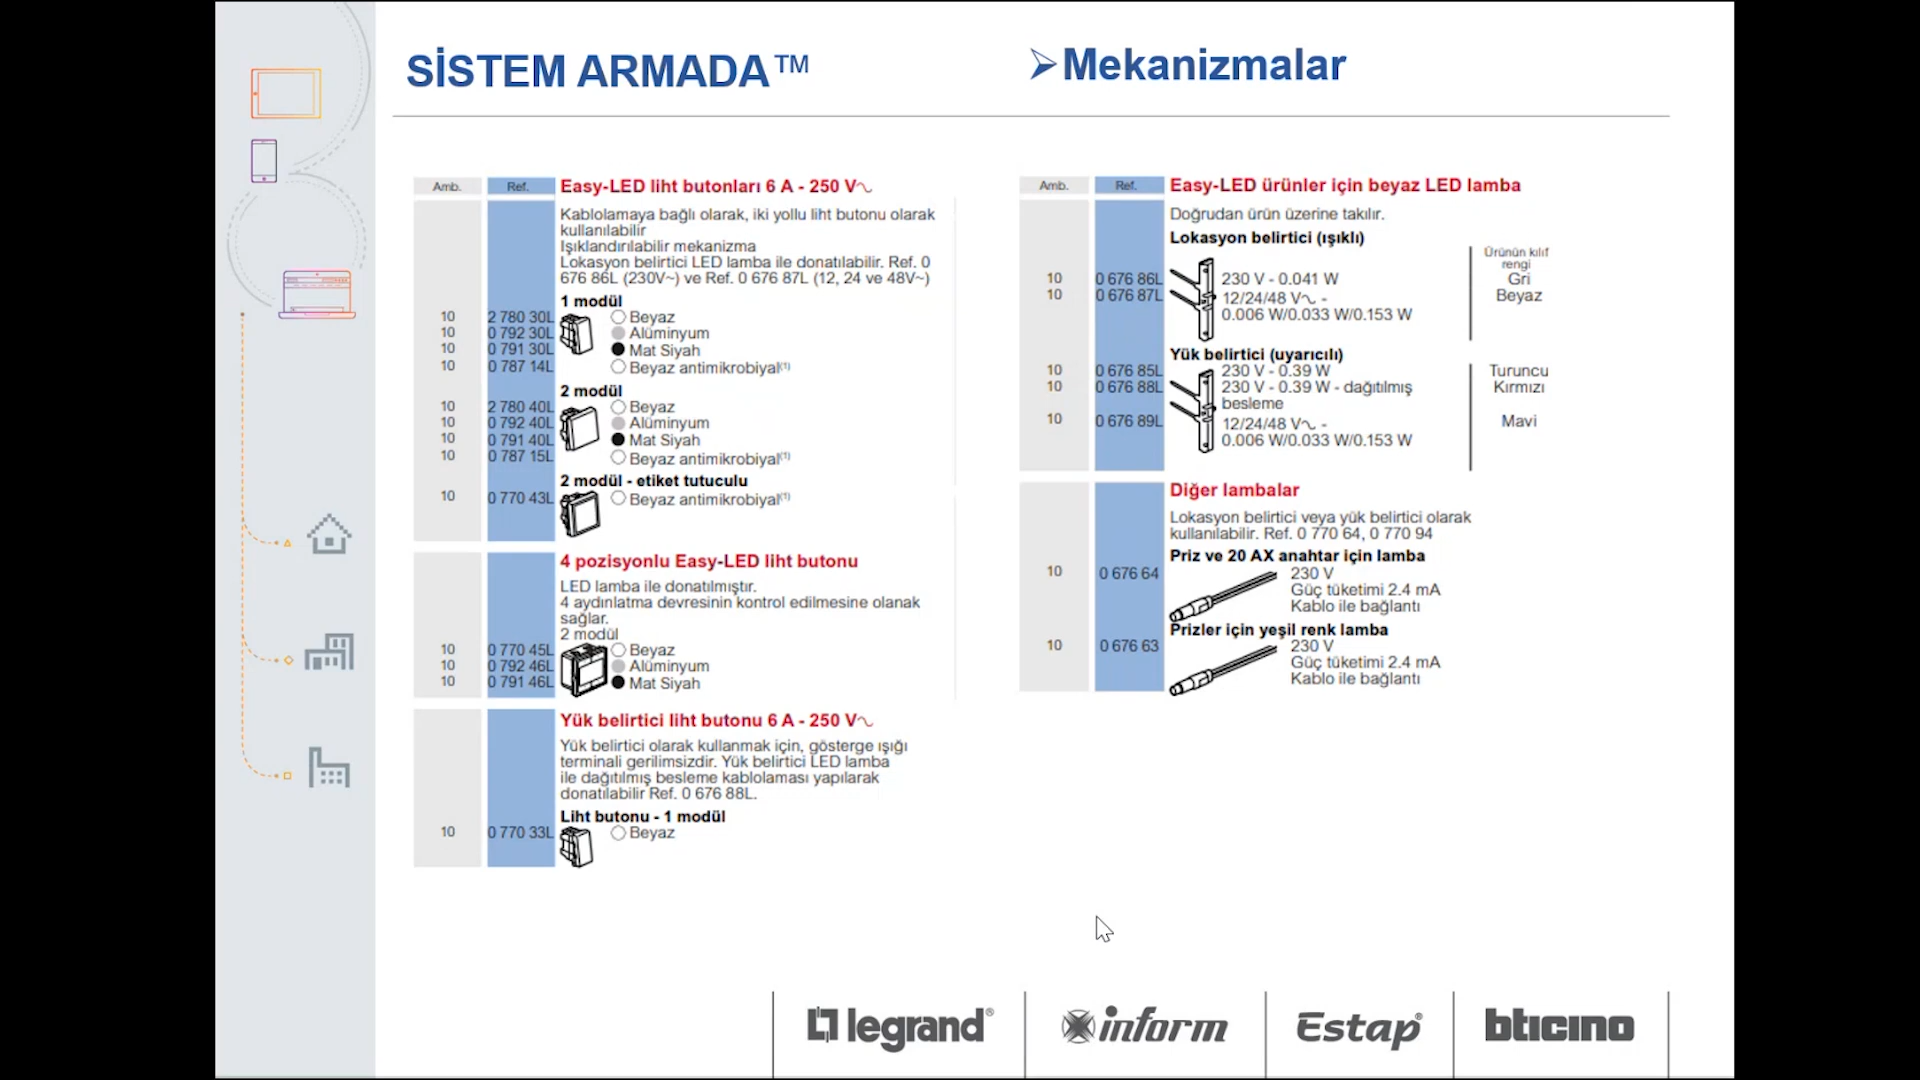 SİSTEM ARMADA™
➢Mekanizmalar
Amb. Ref. Easy-LED liht butonları 6 A - 250 V
Kablolamaya bağlı olarak, iki yollu liht butonu olarak
kullanılabilir
Işıklandırılabilir mekanizma
Lokasyon belirtici LED lamba ile donatılabilir. Ref. 0
676 86L (230V~) ve Ref. 0 676 87L (12, 24 ve 48V~)
1 modül
10 2 780 30L Beyaz
10 0 792 30L Alüminyum
10 0 791 30L Mat Siyah
10 0 787 14L Beyaz antimikrobiyal(1)
2 modül
10 2 780 40L Beyaz
10 0 792 40L Alüminyum
10 0 791 40L Mat Siyah
10 0 787 15L Beyaz antimikrobiyal(1)
2 modül - etiket tutuculu
10 0 770 43L Beyaz antimikrobiyal(1)
4 pozisyonlu Easy-LED liht butonu
LED lamba ile donatılmıştır.
4 aydınlatma devresinin kontrol edilmesine olanak
sağlar.
2 modül
10 0 770 45L Beyaz
10 0 792 46L Alüminyum
10 0 791 46L Mat Siyah
Yük belirtici liht butonu 6 A - 250 V
Yük belirtici olarak kullanmak için, gösterge ışığı
terminali gerilimsizdir. Yük belirtici LED lamba
ile dağıtılmış besleme kablolaması yapılarak
donatılabilir Ref. 0 676 88L.
Liht butonu - 1 modül
10 0 770 33L Beyaz
Amb. Ref. Easy-LED ürünler için beyaz LED lamba
Doğrudan ürün üzerine takılır.
Lokasyon belirtici (ışıklı)
Ürünün kılıf
rengi
10 0 676 86L 230 V - 0.041 W Gri
10 0 676 87L 12/24/48 V - Beyaz
0.006 W/0.033 W/0.153 W
Yük belirtici (uyarıcılı)
10 0 676 85L 230 V - 0.39 W Turuncu
10 0 676 88L 230 V - 0.39 W - dağıtılmış Kırmızı
besleme
10 0 676 89L 12/24/48 V - Mavi
0.006 W/0.033 W/0.153 W
Diğer lambalar
Lokasyon belirtici veya yük belirtici olarak
kullanılabilir. Ref. 0 770 64, 0 770 94
Priz ve 20 AX anahtar için lamba
10 0 676 64 230 V
Güç tüketimi 2.4 mA
Kablo ile bağlantı
Prizler için yeşil renk lamba
10 0 676 63 230 V
Güç tüketimi 2.4 mA
Kablo ile bağlantı
legrand® inform Estap® bticino